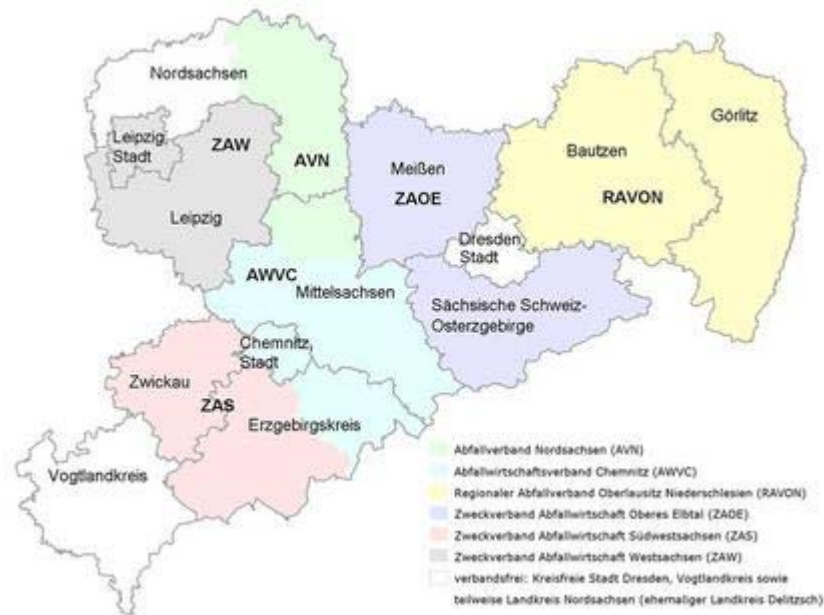 Nordsachsen
Leipzig,
Stadt
ZAW
AVN
Leipzig
Meißen
ZAOE
Görlitz
Bautzen
RAVON
Dresden,
Stadt
AWVC
Mittelsachsen
Sächsische Schweiz-
Osterzgebirge
Chemnitz,
Stadt
Zwickau
ZAS
Erzgebirgskreis
Vogtlandkreis
Abfallverband Nordsachsen (AVN)
Abfallwirtschaftsverband Chemnitz (AWVC)
Regionaler Abfallverband Oberlausitz Niederschlesien (RAVON)
Zweckverband Abfallwirtschaft Oberes Elbtal (ZAOE)
Zweckverband Abfallwirtschaft Südwestsachsen (ZAS)
Zweckverband Abfallwirtschaft Westsachsen (ZAW)
verbandsfrei: Kreisfreie Stadt Dresden, Vogtlandkreis sowie
teilweise Landkreis Nordsachsen (ehemaliger Landkreis Delitzsch)